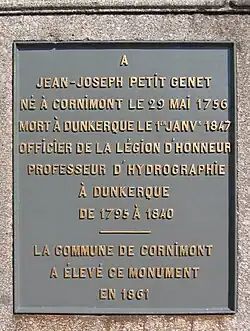 A
JEAN-JOSEPH PETIT GENET
NÉ À CORNIMONT LE 29 MAI 1756
MORT À DUNKERQUE LE 1ER JANVR 1847
OFFICIER DE LA LÉGION D'HONNEUR
PROFESSEUR D'HYDROGRAPHIE
À DUNKERQUE
DE 1795 À 1840
LA COMMUNE DE CORNIMONT
A ÉLEVÉ CE MONUMENT
EN 1861